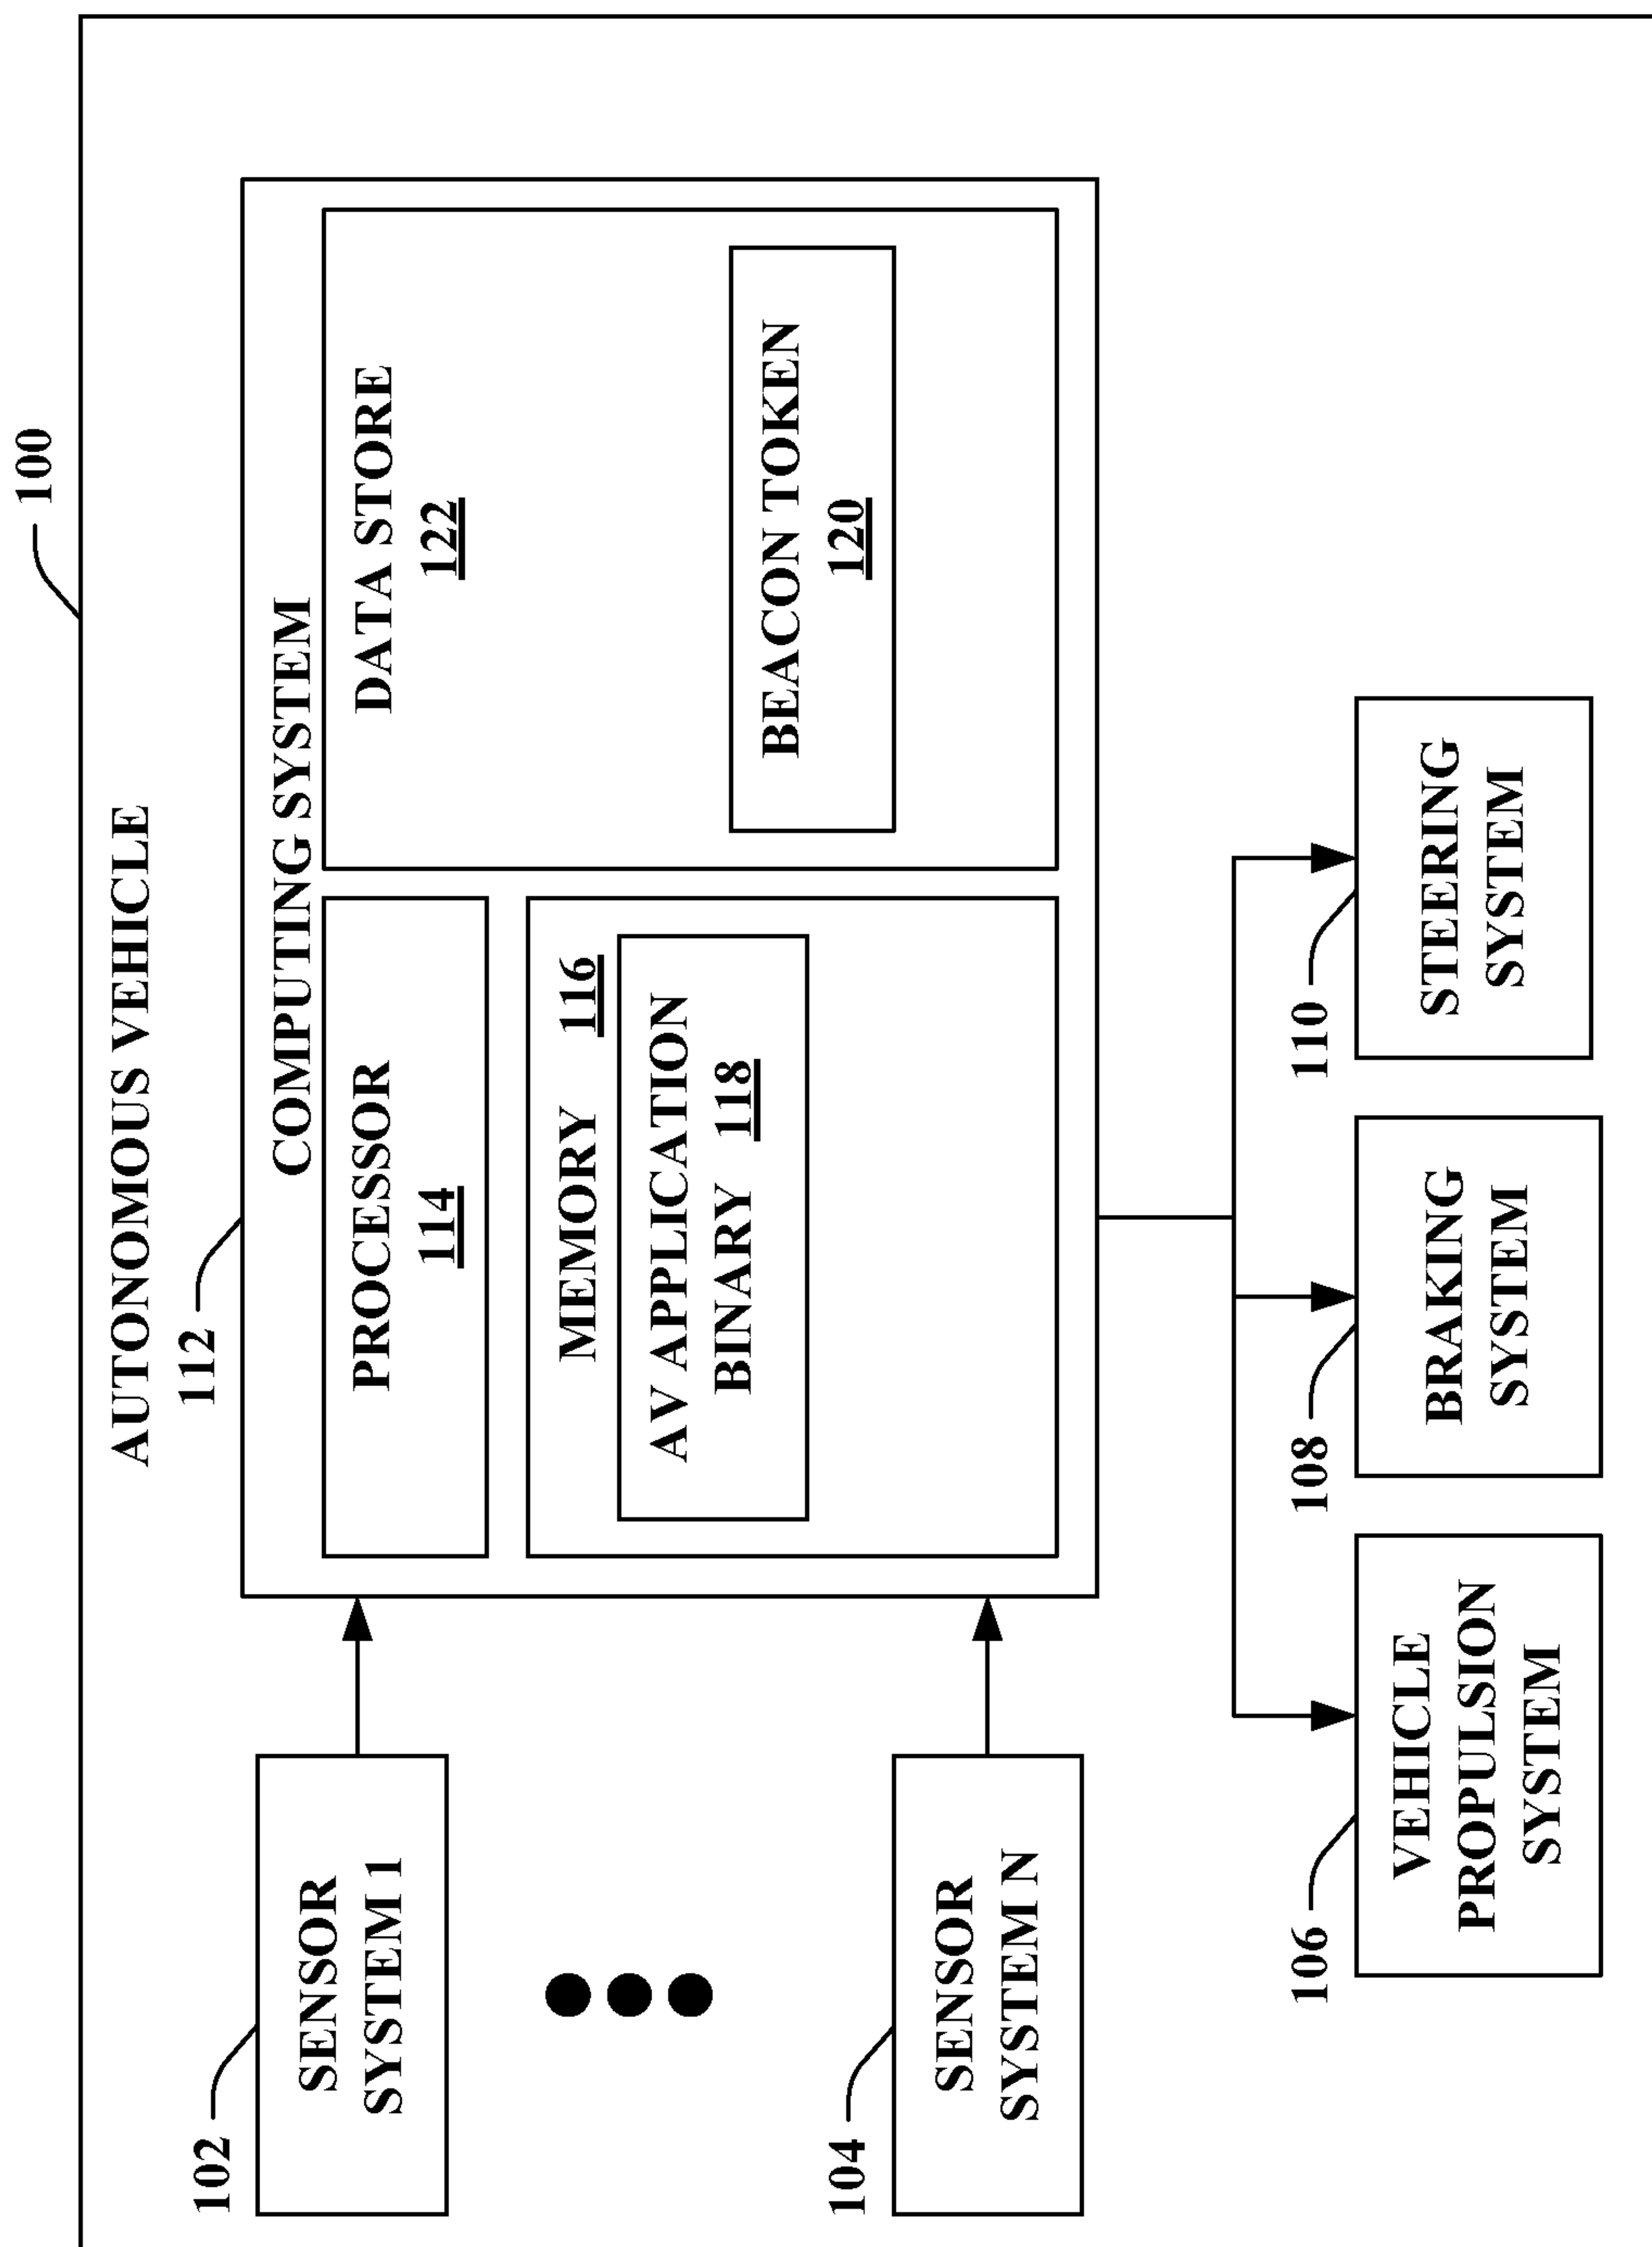 100
AUTONOMOUS VEHICLE
112
COMPUTING SYSTEM
102
SENSOR
SYSTEM 1
PROCESSOR
114
DATA STORE
122
MEMORY 116
AV APPLICATION
BINARY 118
BEACON TOKEN
120
104
SENSOR
SYSTEM N
106
VEHICLE
PROPULSION
SYSTEM
108
BRAKING
SYSTEM
110
STEERING
SYSTEM